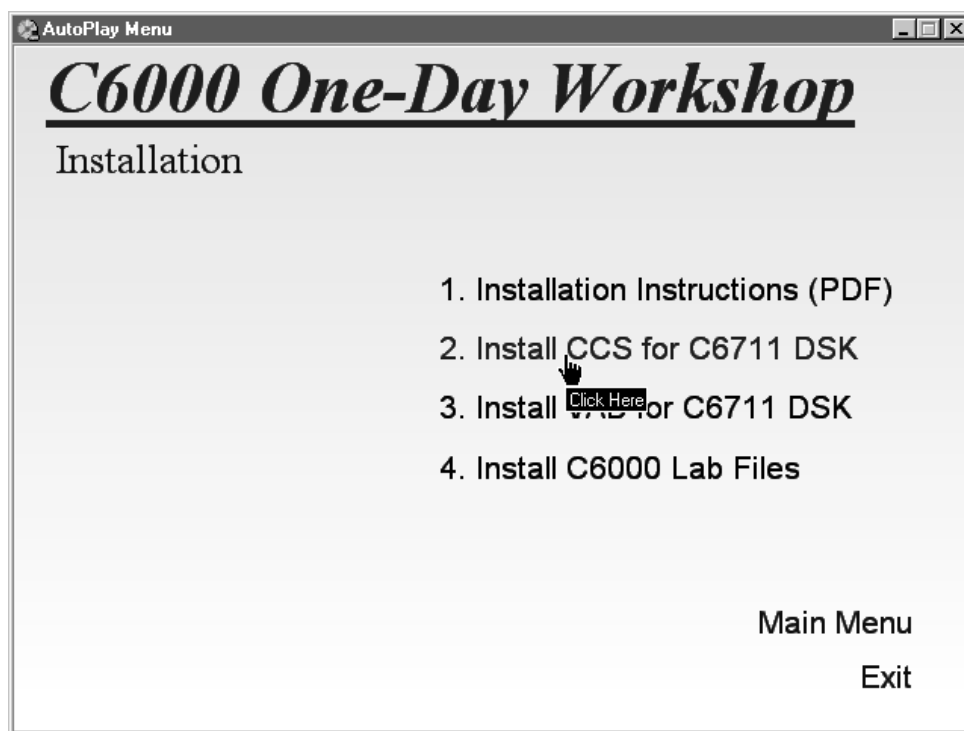 AutoPlay Menu
C6000 One-Day Workshop
Installation
1. Installation Instructions (PDF)
2. Install CCS for C6711 DSK
Click Here
3. Install for C6711 DSK
4. Install C6000 Lab Files
Main Menu
Exit